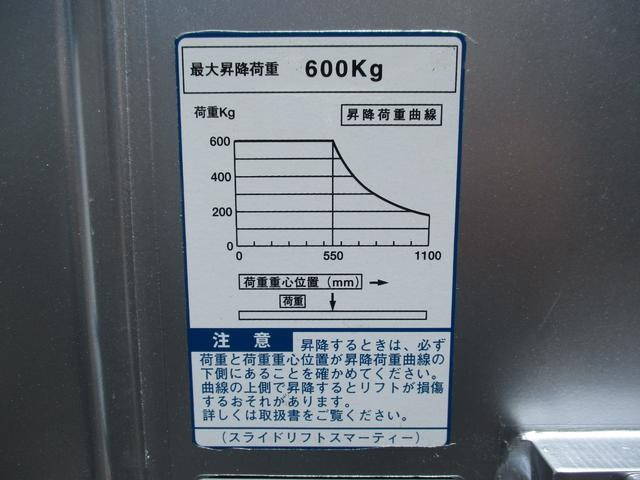 最大昇降荷重 600Kg
荷重Kg
昇降荷重曲線
600
400
200
0
0 550 1100
荷重重心位置(mm) →
荷重
注意 昇降するときは、必ず
荷重と荷重重心位置が昇降荷重曲線の
下側にあることを確かめてください。
曲線の上側で昇降するとリフトが損傷
するおそれがあります。
詳しくは取扱書をご覧ください。
(スライドリフトスマーティー)